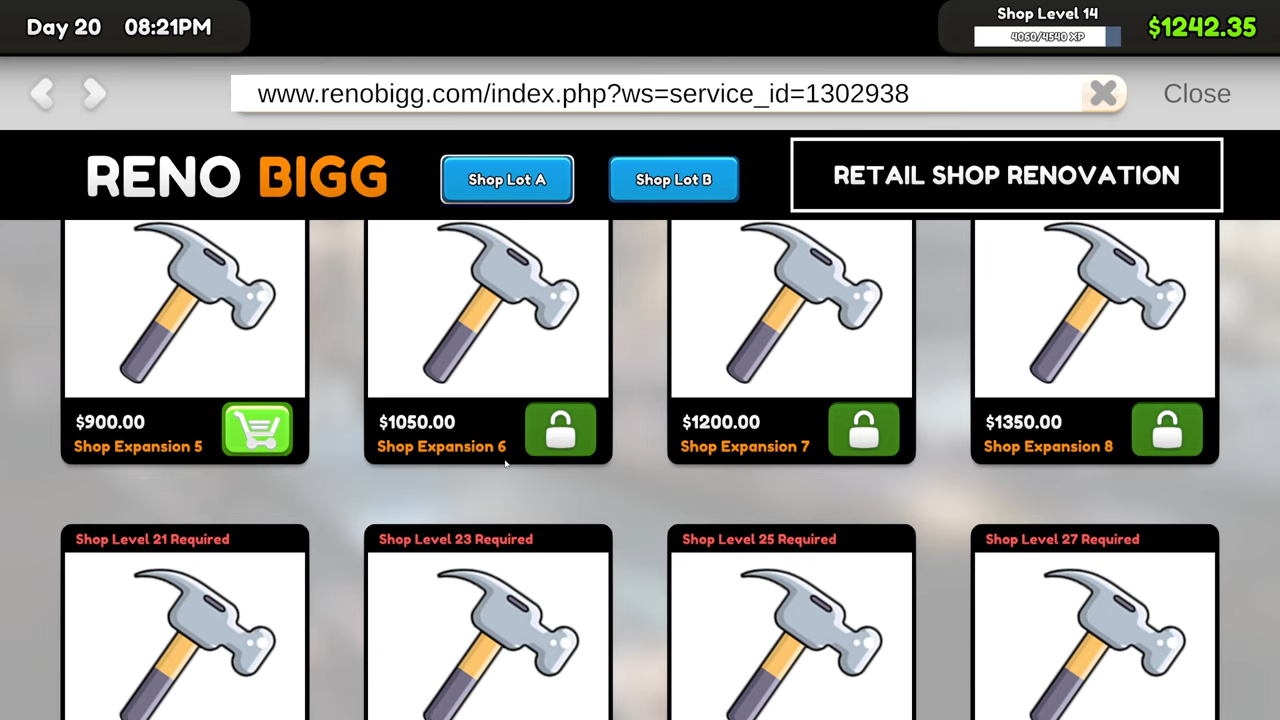 Day 20 08:21PM
Shop Level 14
4060/4540 XP
$1242.35
www.renobigg.com/index.php?ws=service_id=1302938
Close
RENO BIGG
Shop Lot A
Shop Lot B
RETAIL SHOP RENOVATION
$900.00
Shop Expansion 5
$1050.00
Shop Expansion 6
$1200.00
Shop Expansion 7
$1350.00
Shop Expansion 8
Shop Level 21 Required
Shop Level 23 Required
Shop Level 25 Required
Shop Level 27 Required